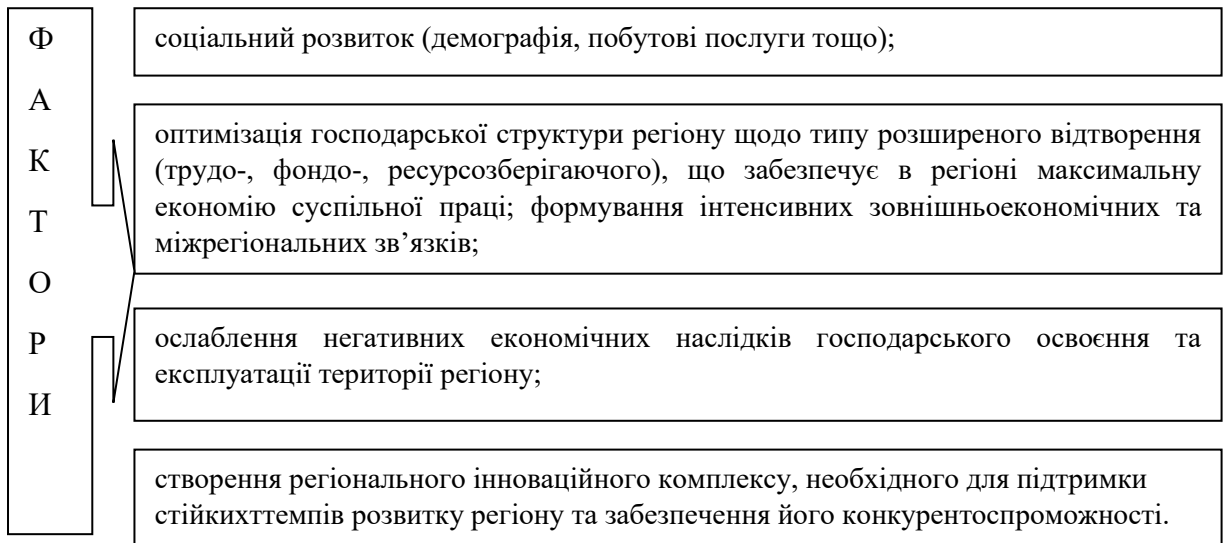 ФАКТОРИ
соціальний розвиток (демографія, побутові послуги тощо);
оптимізація господарської структури регіону щодо типу розширеного відтворення
(трудо-, фондо-, ресурсозберігаючого), що забезпечує в регіоні максимальну
економію суспільної праці; формування інтенсивних зовнішньоекономічних та
міжрегіональних зв’язків;
ослаблення негативних економічних наслідків господарського освоєння та
експлуатації території регіону;
створення регіонального інноваційного комплексу, необхідного для підтримки
стійкихттемпів розвитку регіону та забезпечення його конкурентоспроможності.